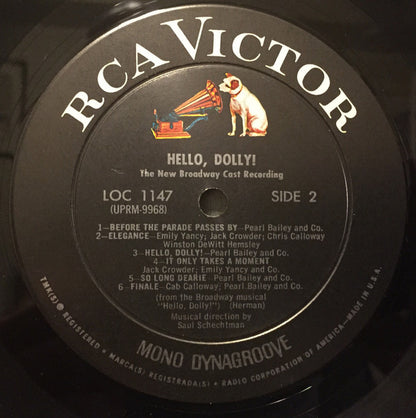 RCA VICTOR
HELLO, DOLLY!
The New Broadway Cast Recording
LOC 1147 SIDE 2
(UPRM-9968)
1—BEFORE THE PARADE PASSES BY—Pearl Bailey and Co.
2—ELEGANCE—Emily Yancy; Jack Crowder; Chris Calloway
Winston DeWitt Hemsley
3—HELLO, DOLLY!—Pearl Bailey and Co.
4—IT ONLY TAKES A MOMENT
Jack Crowder; Emily Yancy and Co.
5—SO LONG DEARIE—Pearl Bailey and Co.
6—FINALE—Cab Calloway; Pearl Bailey and Co.
(from the Broadway musical
"Hello, Dolly!") (Herman)
Musical direction by
Saul Schechtman
MONO DYNAGROOVE
TMK(S) ® REGISTERED • MARCA(S) REGISTRADA(S) • RADIO CORPORATION OF AMERICA—MADE IN U.S.A.